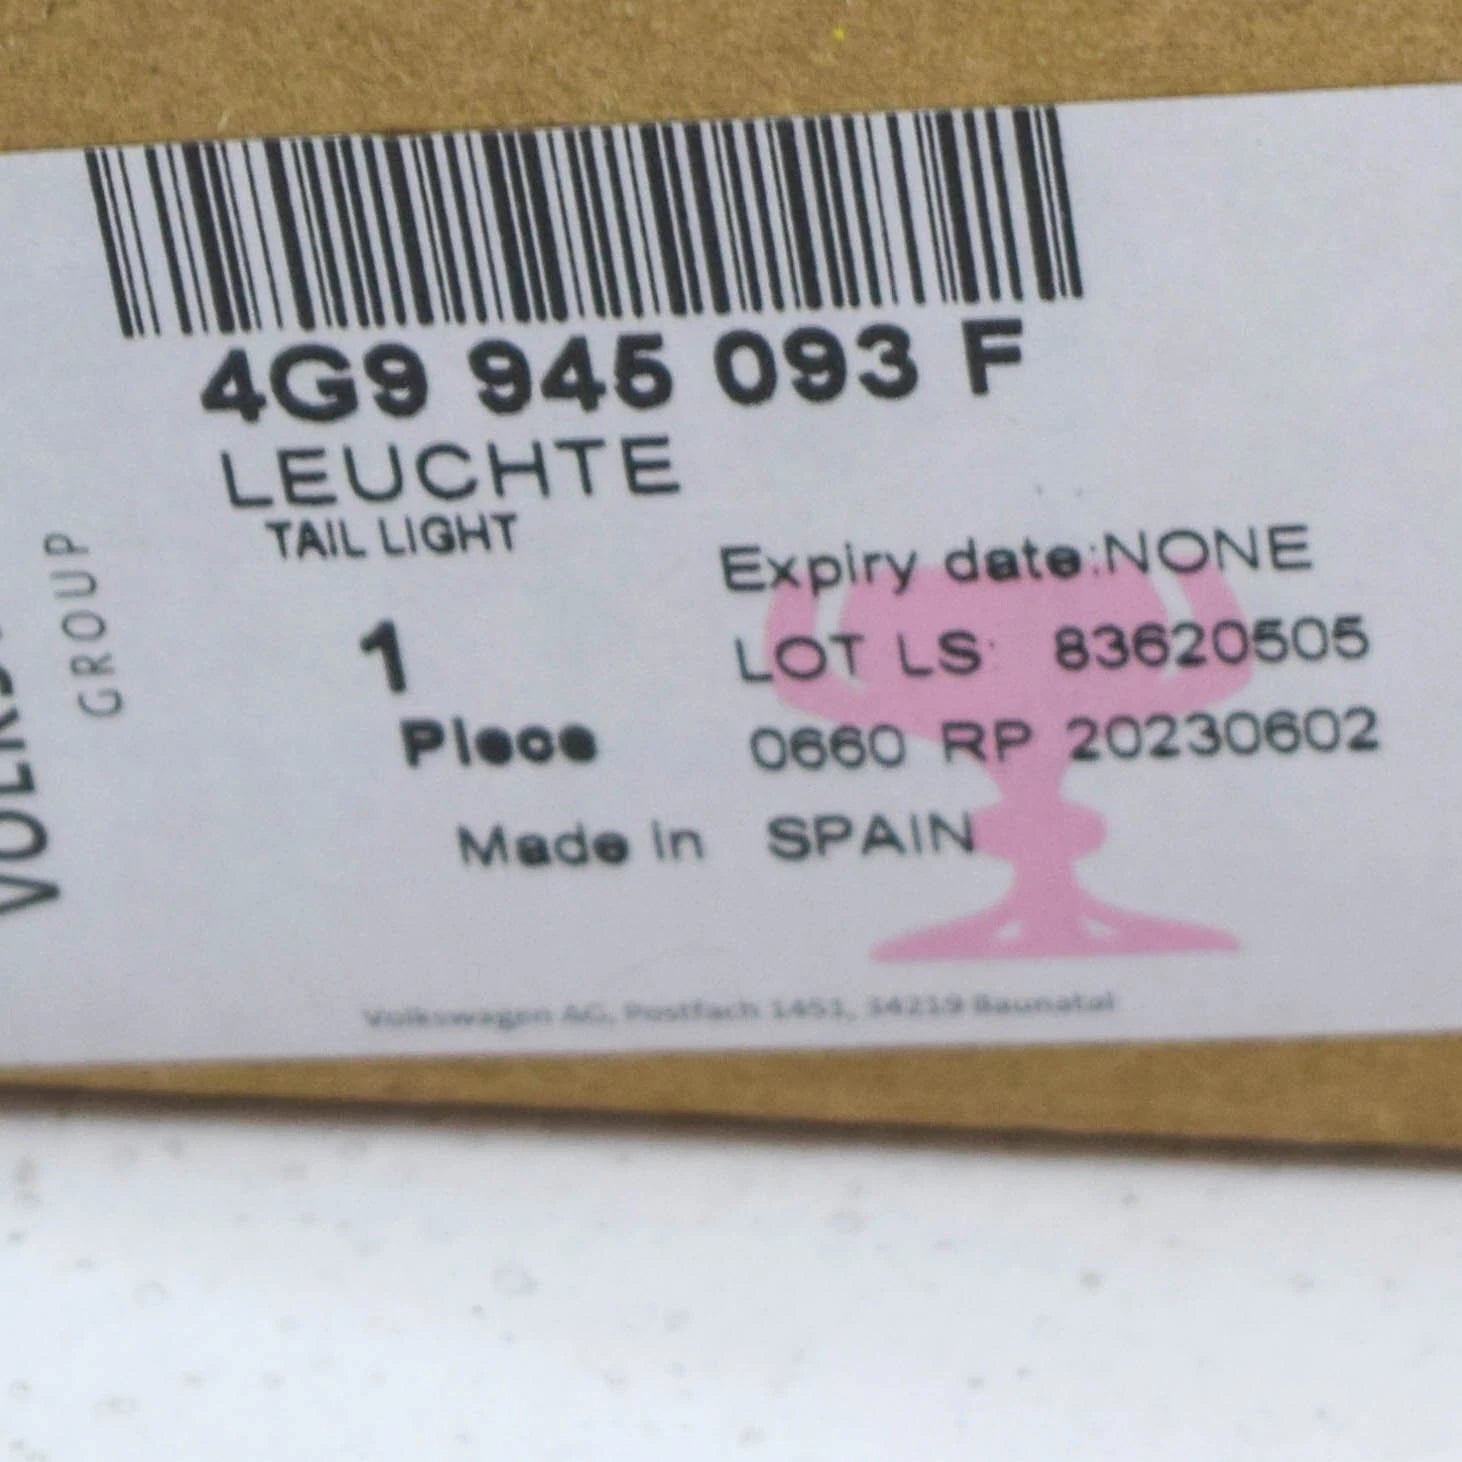 4G9 945 093 F
LEUCHTE
TAIL LIGHT
Expiry date:NONE
1
LOT LS: 83620505
Piece
0660 RP 20230602
Made in SPAIN
Volkswagen AG, Postfach 1451, 34219 Baunatal
GROUP